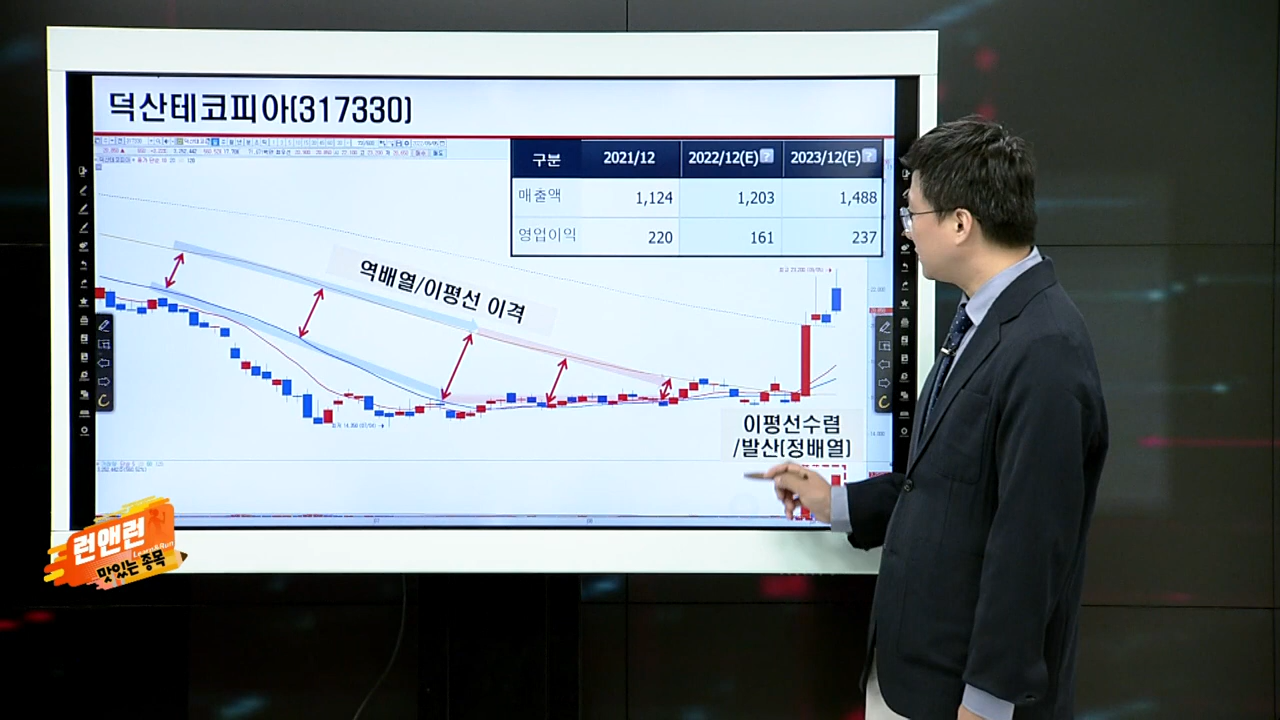 덕산테코피아(317330)
구분 2021/12 2022/12(E) ? 2023/12(E) ?
매출액 1,124 1,203 1,488
영업이익 220 161 237
역배열/이평선 이격
이평선수렴
/발산(정배열)
런앤런
Learn&Run
맛있는 종목